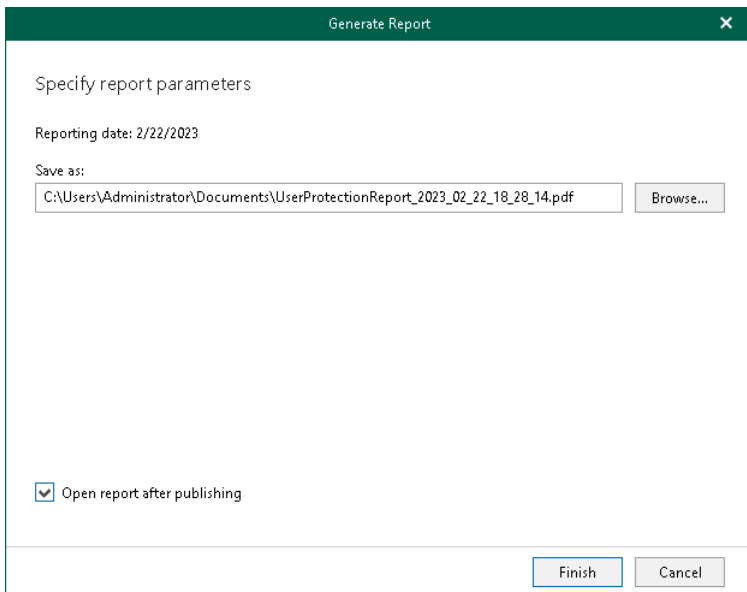 Generate Report
Specify report parameters
Reporting date: 2/22/2023
Save as:
C:\Users\Administrator\Documents\UserProtectionReport_2023_02_22_18_28_14.pdf
Browse...
Open report after publishing
Finish
Cancel